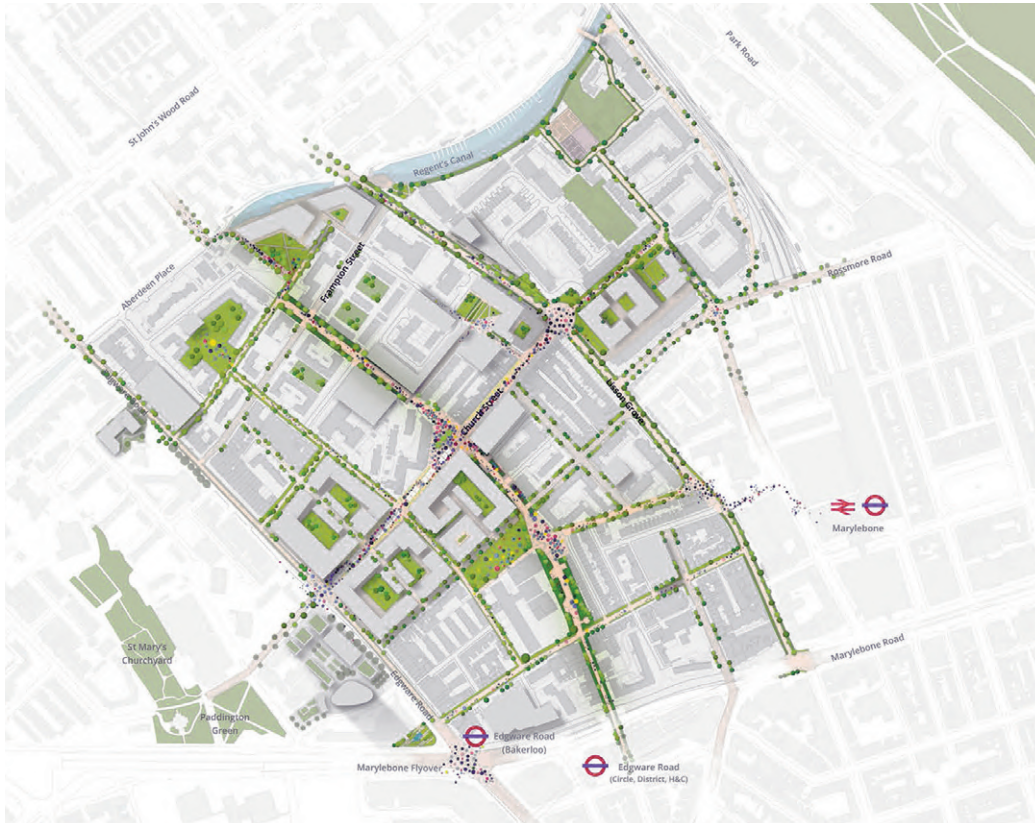 Park Road
St John's Wood Road
Regent's Canal
Rossmore Road
Aberdeen Place
Frampton Street
Church Street
Lisson Grove
Marylebone
St Mary's
Churchyard
Paddington
Green
Edgware Road
Marylebone Road
Edgware Road
(Bakerloo)
Marylebone Flyover
Edgware Road
(Circle, District, H&C)